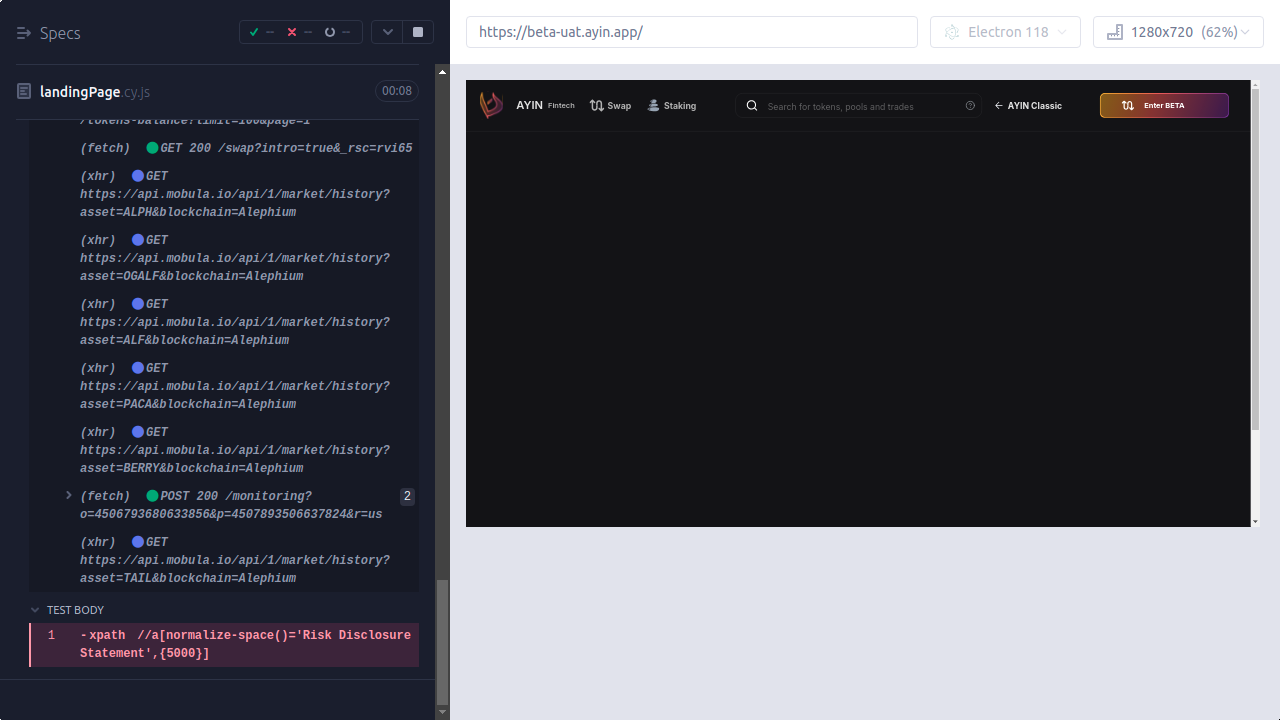 Specs
--
--
--
https://beta-uat.ayin.app/
Electron 118
1280x720 (62%)
landingPage.cy.js
00:08
/tokens-balance?limit=100&page=1
(fetch) GET 200 /swap?intro=true&_rsc=rvi65
(xhr) GET
https://api.mobula.io/api/1/market/history?
asset=ALPH&blockchain=Alephium
(xhr) GET
https://api.mobula.io/api/1/market/history?
asset=OGALF&blockchain=Alephium
(xhr) GET
https://api.mobula.io/api/1/market/history?
asset=ALF&blockchain=Alephium
(xhr) GET
https://api.mobula.io/api/1/market/history?
asset=PACA&blockchain=Alephium
(xhr) GET
https://api.mobula.io/api/1/market/history?
asset=BERRY&blockchain=Alephium
(fetch) POST 200 /monitoring?
o=4506793680633856&p=4507893506637824&r=us
2
(xhr) GET
https://api.mobula.io/api/1/market/history?
asset=TAIL&blockchain=Alephium
TEST BODY
1 -xpath //a[normalize-space()='Risk Disclosure
Statement',{5000}]
AYIN Fintech
Swap
Staking
Search for tokens, pools and trades
AYIN Classic
Enter BETA